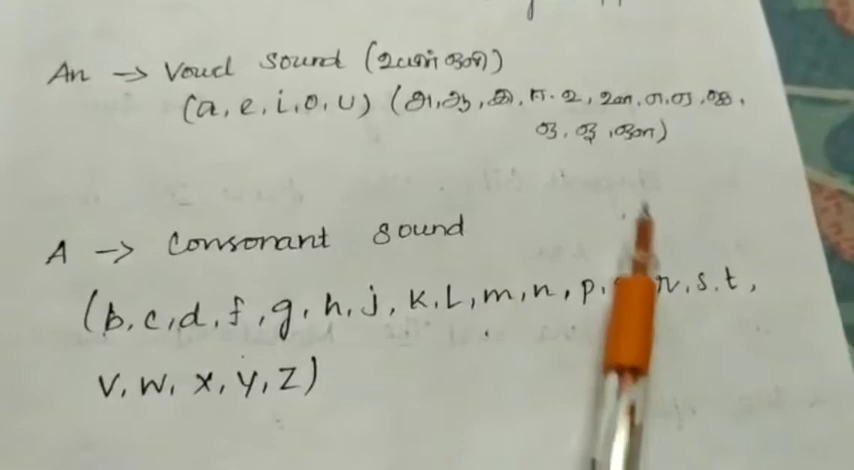 An → Vowel Sound (உயிர் ஒலி)
(a, e, i, o, u) (அ, ஆ, இ, ஈ. உ, ஊ, எ, ஏ, ஐ,
ஒ, ஓ, ஔ)
A → Consonant Sound
(b, c, d, f, g, h, j, k, L, m, n, p, r, s. t,
v, w, x, y, z)